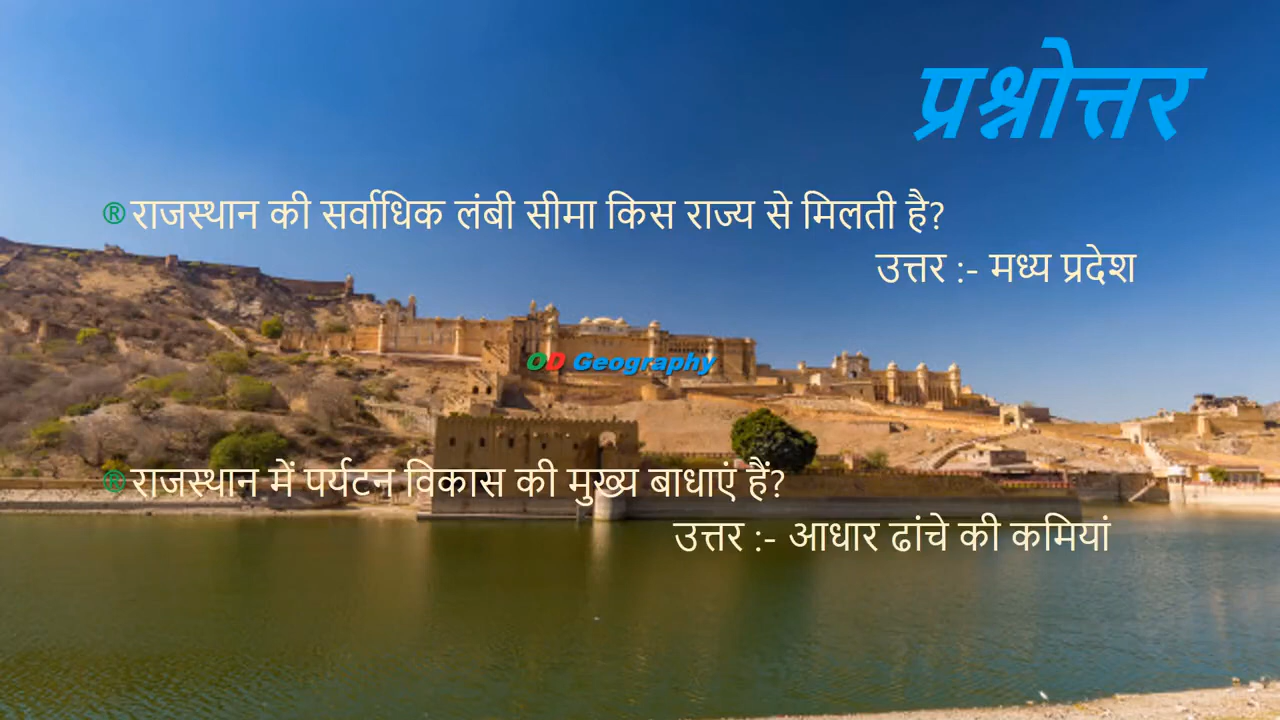 प्रश्नोत्तर
®राजस्थान की सर्वाधिक लंबी सीमा किस राज्य से मिलती है?
उत्तर :- मध्य प्रदेश
OD Geography
®राजस्थान में पर्यटन विकास की मुख्य बाधाएं हैं?
उत्तर :- आधार ढांचे की कमियां